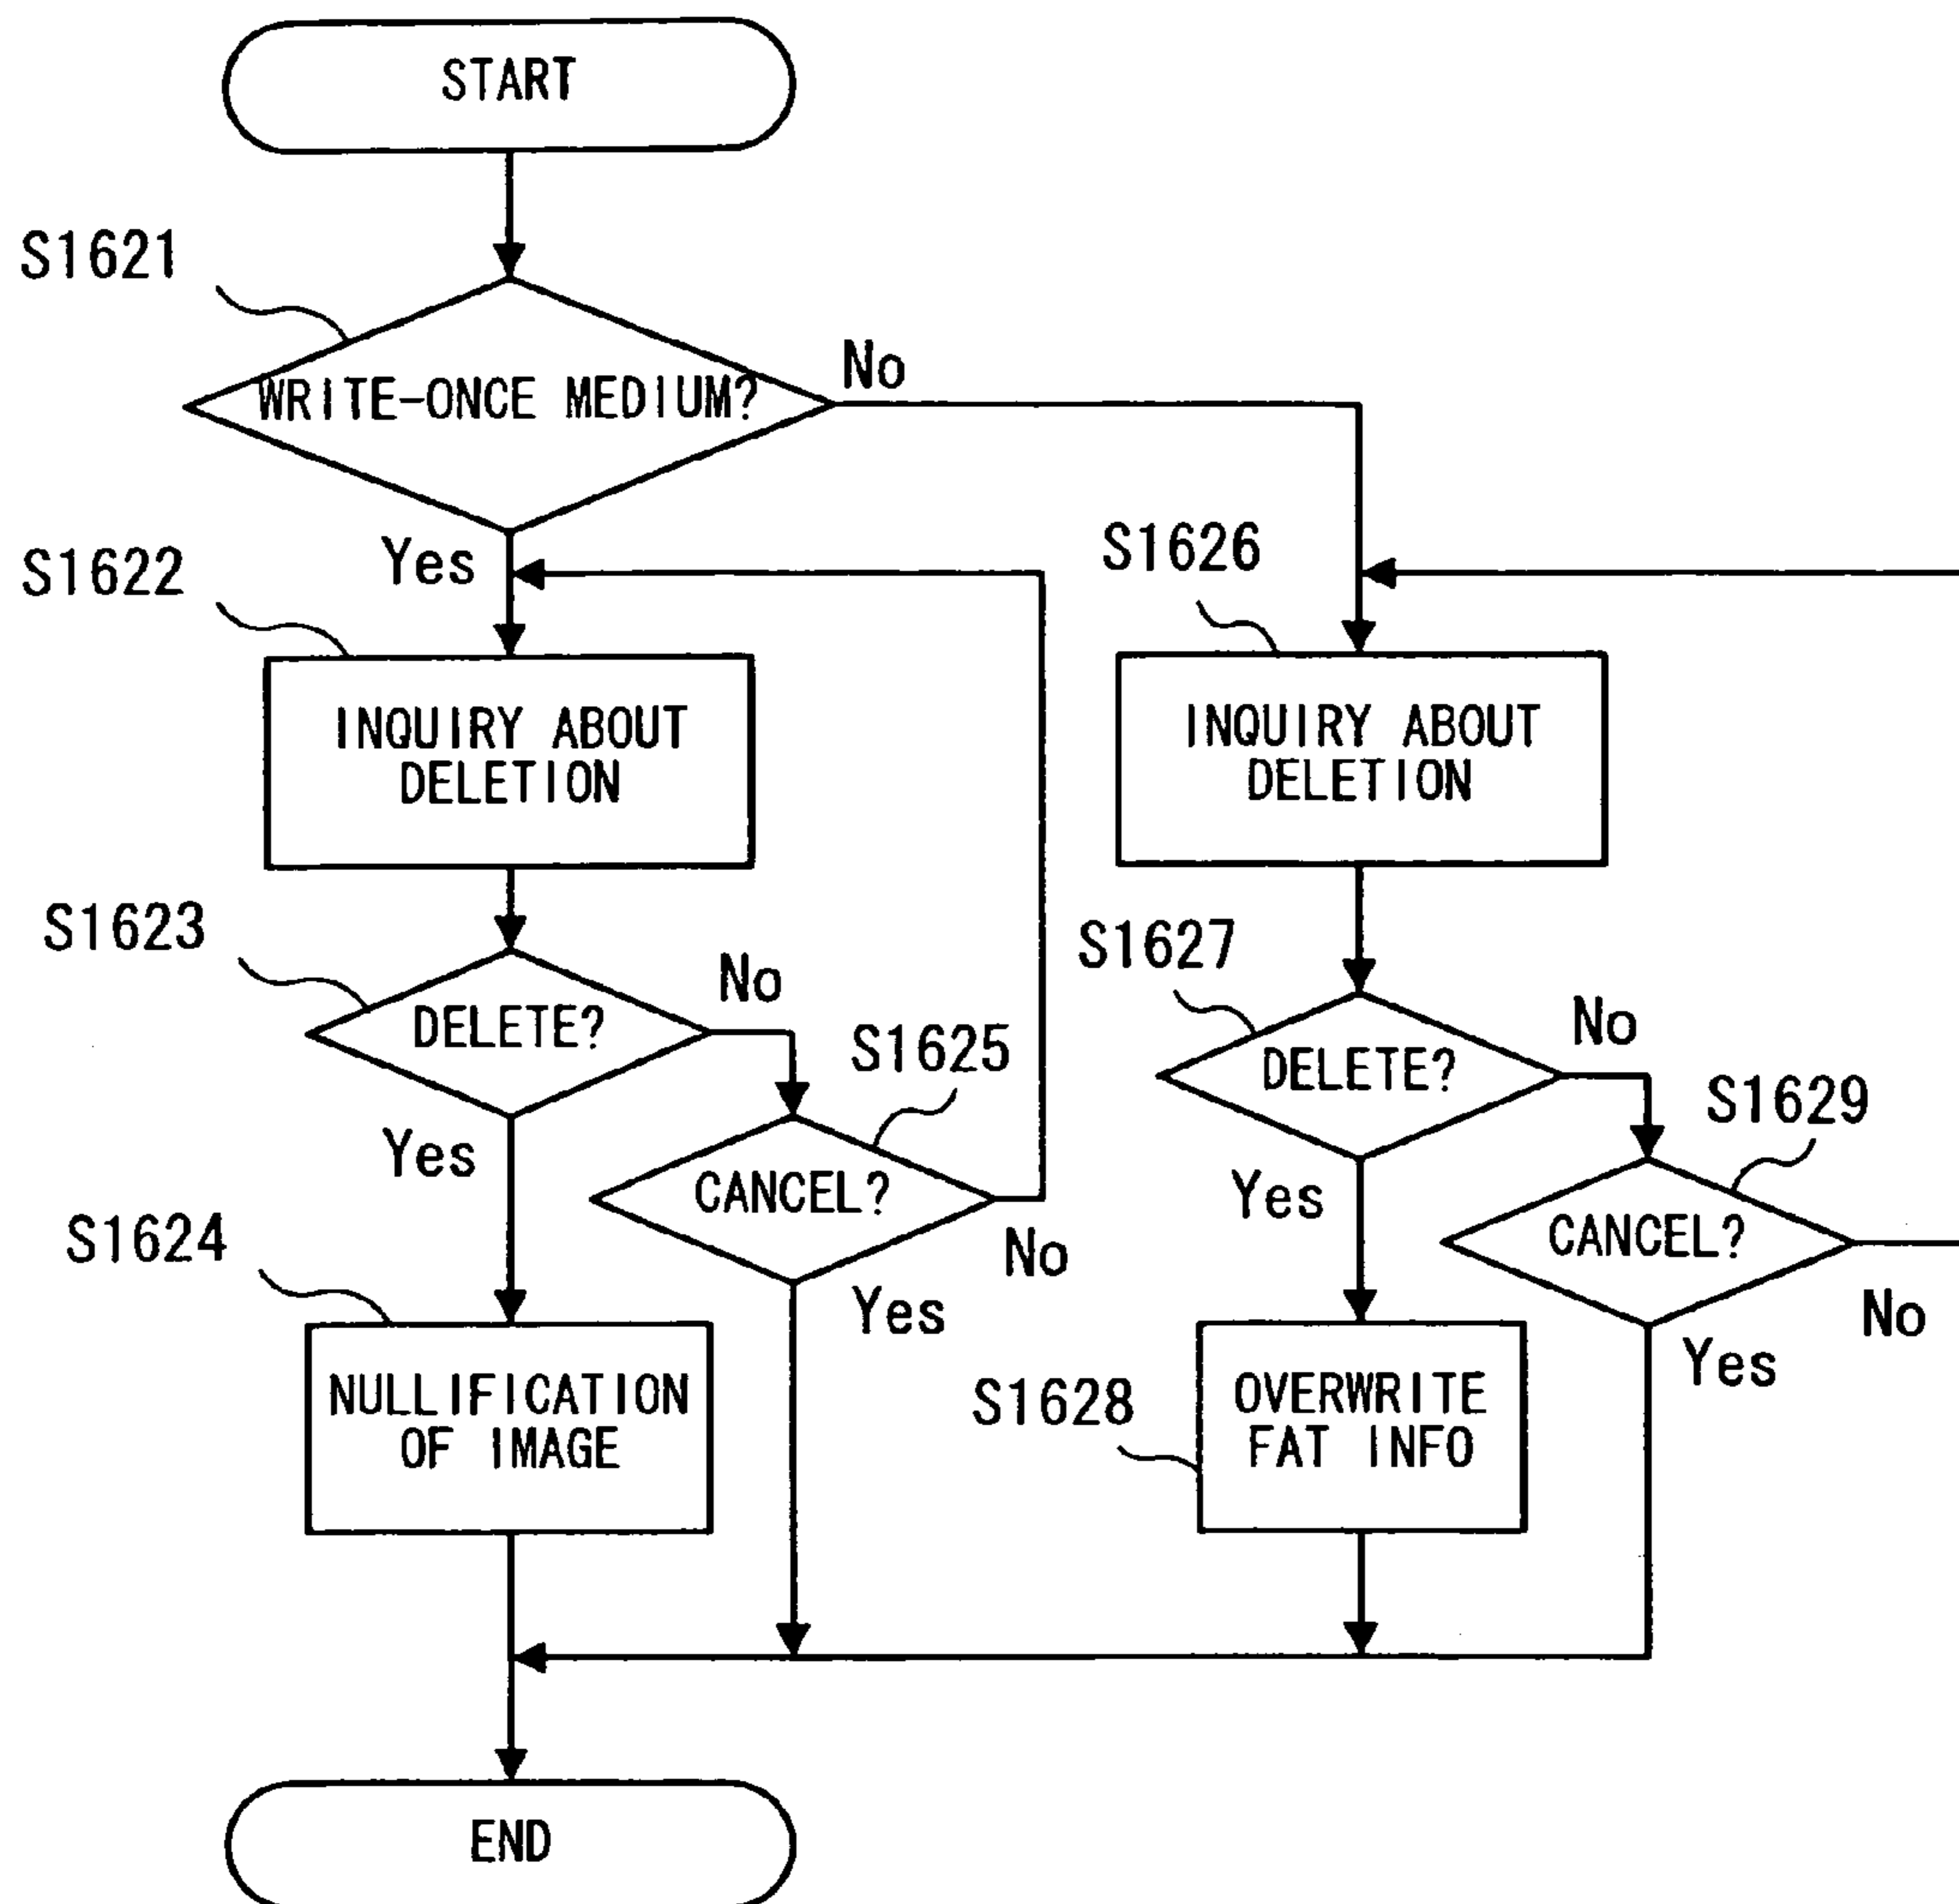 START
S1621
WRITE-ONCE MEDIUM?
No
Yes
S1622
INQUIRY ABOUT
DELETION
S1623
DELETE?
No
S1625
CANCEL?
No
Yes
Yes
S1624
NULLIFICATION
OF IMAGE
S1626
INQUIRY ABOUT
DELETION
S1627
DELETE?
No
S1629
CANCEL?
No
Yes
Yes
S1628
OVERWRITE
FAT INFO
END